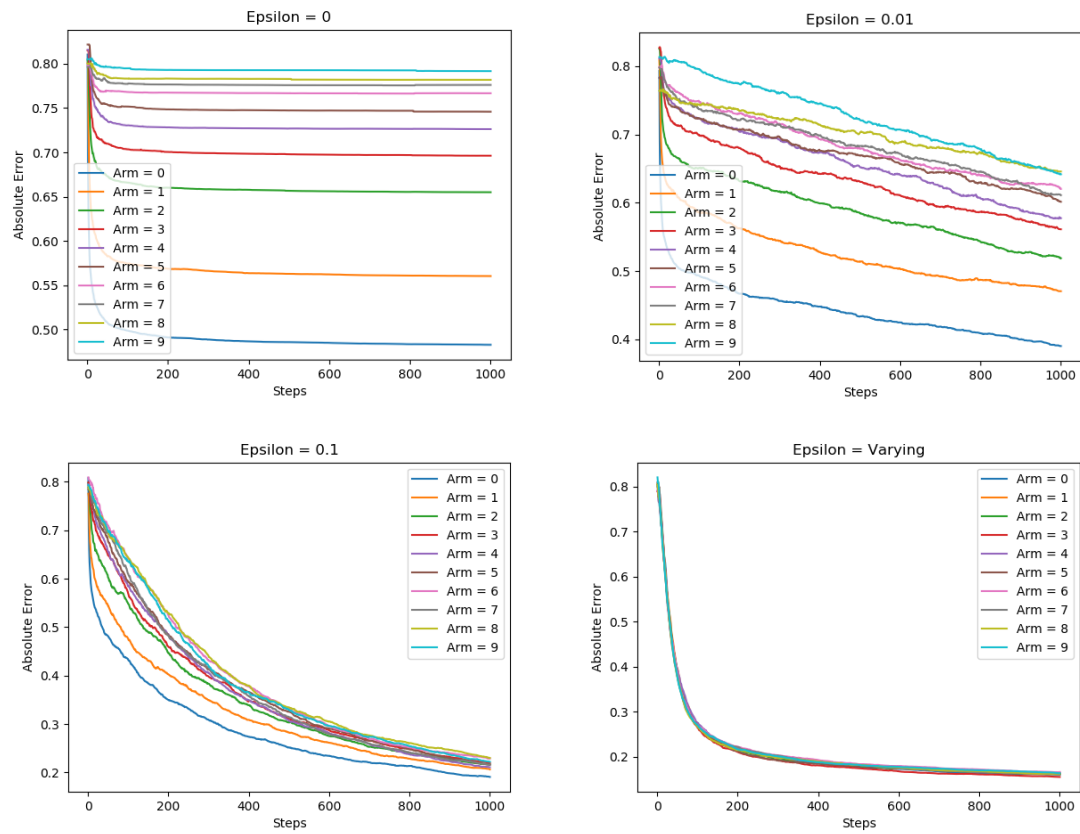 Epsilon = 0
Absolute Error
0.80
0.75
0.70
0.65
0.60
0.55
0.50
Arm = 0
Arm = 1
Arm = 2
Arm = 3
Arm = 4
Arm = 5
Arm = 6
Arm = 7
Arm = 8
Arm = 9
0 200 400 600 800 1000
Steps
Epsilon = 0.01
Absolute Error
0.8
0.7
0.6
0.5
0.4
Arm = 0
Arm = 1
Arm = 2
Arm = 3
Arm = 4
Arm = 5
Arm = 6
Arm = 7
Arm = 8
Arm = 9
0 200 400 600 800 1000
Steps
Epsilon = 0.1
Absolute Error
0.8
0.7
0.6
0.5
0.4
0.3
0.2
Arm = 0
Arm = 1
Arm = 2
Arm = 3
Arm = 4
Arm = 5
Arm = 6
Arm = 7
Arm = 8
Arm = 9
0 200 400 600 800 1000
Steps
Epsilon = Varying
Absolute Error
0.8
0.7
0.6
0.5
0.4
0.3
0.2
Arm = 0
Arm = 1
Arm = 2
Arm = 3
Arm = 4
Arm = 5
Arm = 6
Arm = 7
Arm = 8
Arm = 9
0 200 400 600 800 1000
Steps